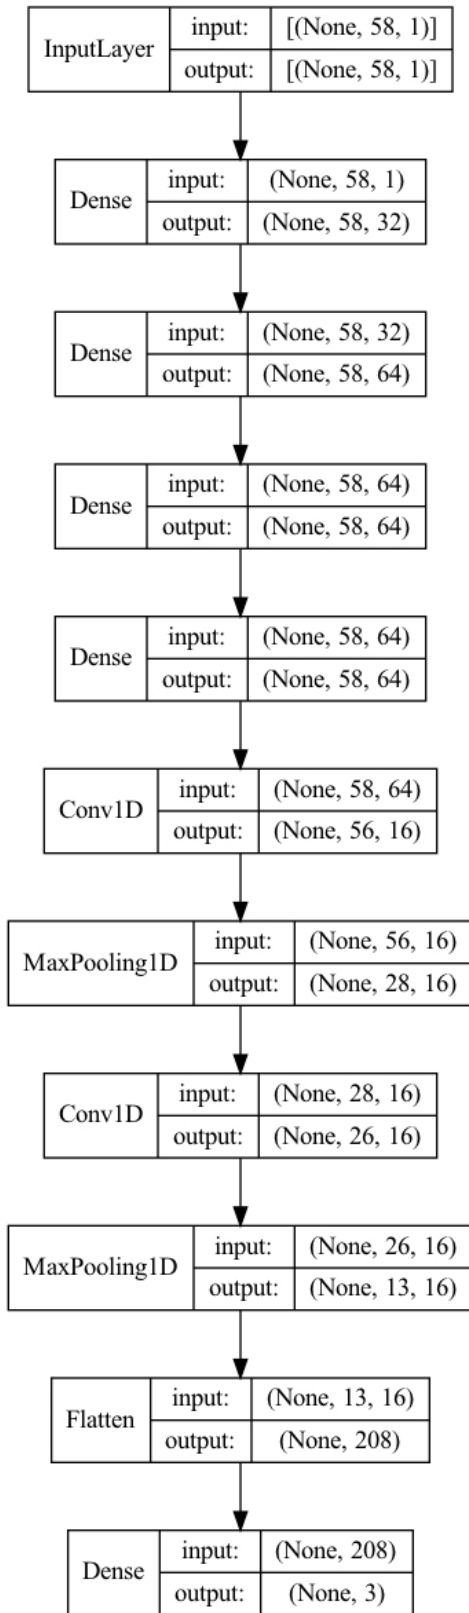 InputLayer
input: [(None, 58, 1)]
output: [(None, 58, 1)]
Dense
input: (None, 58, 1)
output: (None, 58, 32)
Dense
input: (None, 58, 32)
output: (None, 58, 64)
Dense
input: (None, 58, 64)
output: (None, 58, 64)
Dense
input: (None, 58, 64)
output: (None, 58, 64)
Conv1D
input: (None, 58, 64)
output: (None, 56, 16)
MaxPooling1D
input: (None, 56, 16)
output: (None, 28, 16)
Conv1D
input: (None, 28, 16)
output: (None, 26, 16)
MaxPooling1D
input: (None, 26, 16)
output: (None, 13, 16)
Flatten
input: (None, 13, 16)
output: (None, 208)
Dense
input: (None, 208)
output: (None, 3)